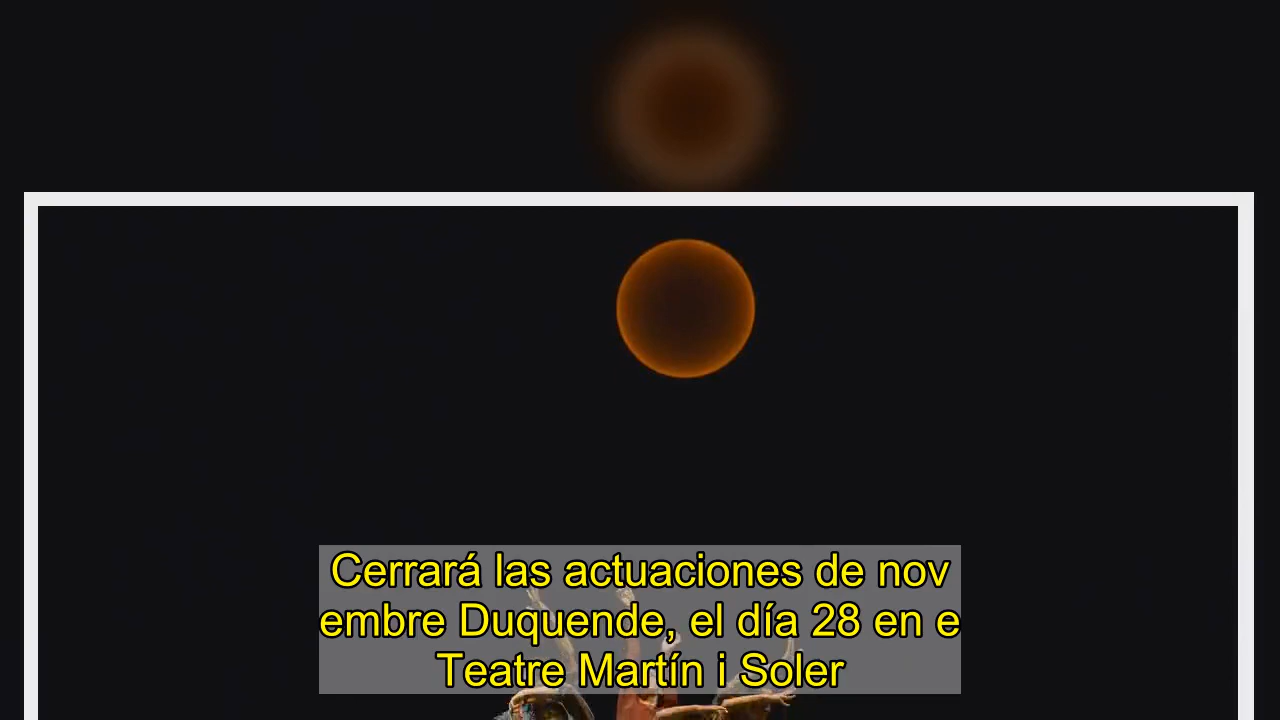 Cerrará las actuaciones de nov
embre Duquende, el día 28 en e
Teatre Martín i Soler